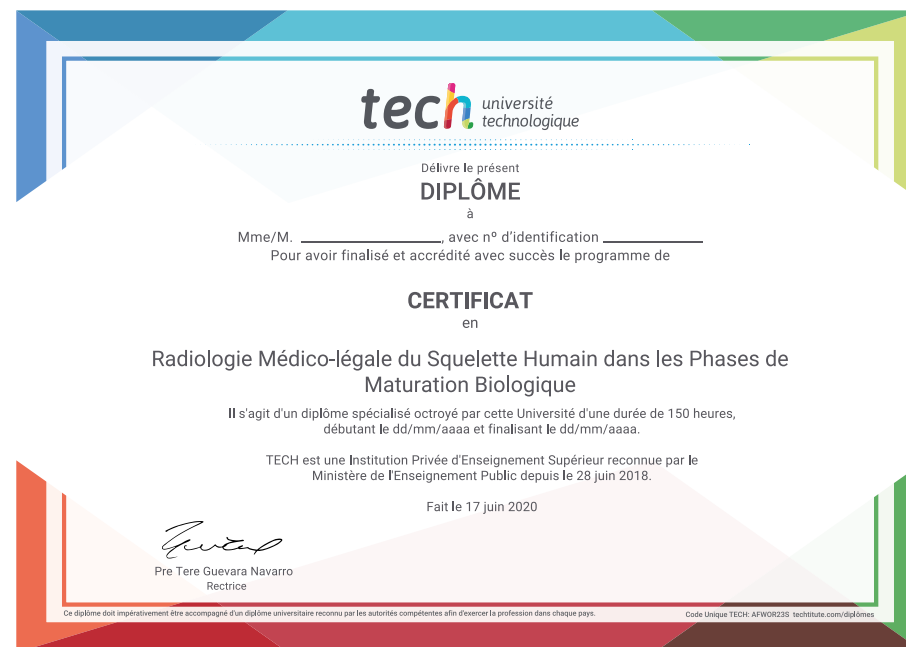 tech université
technologique
Délivre le présent
DIPLÔME
à
Mme/M. ____________________, avec nº d'identification ______________
Pour avoir finalisé et accrédité avec succès le programme de
CERTIFICAT
en
Radiologie Médico-légale du Squelette Humain dans les Phases de
Maturation Biologique
Il s'agit d'un diplôme spécialisé octroyé par cette Université d'une durée de 150 heures,
débutant le dd/mm/aaaa et finalisant le dd/mm/aaaa.
TECH est une Institution Privée d'Enseignement Supérieur reconnue par le
Ministère de l'Enseignement Public depuis le 28 juin 2018.
Fait le 17 juin 2020
Pre Tere Guevara Navarro
Rectrice
Ce diplôme doit impérativement être accompagné d'un diplôme universitaire reconnu par les autorités compétentes afin d'exercer la profession dans chaque pays.
Code Unique TECH: AFWOR23S techtitute.com/diplômes